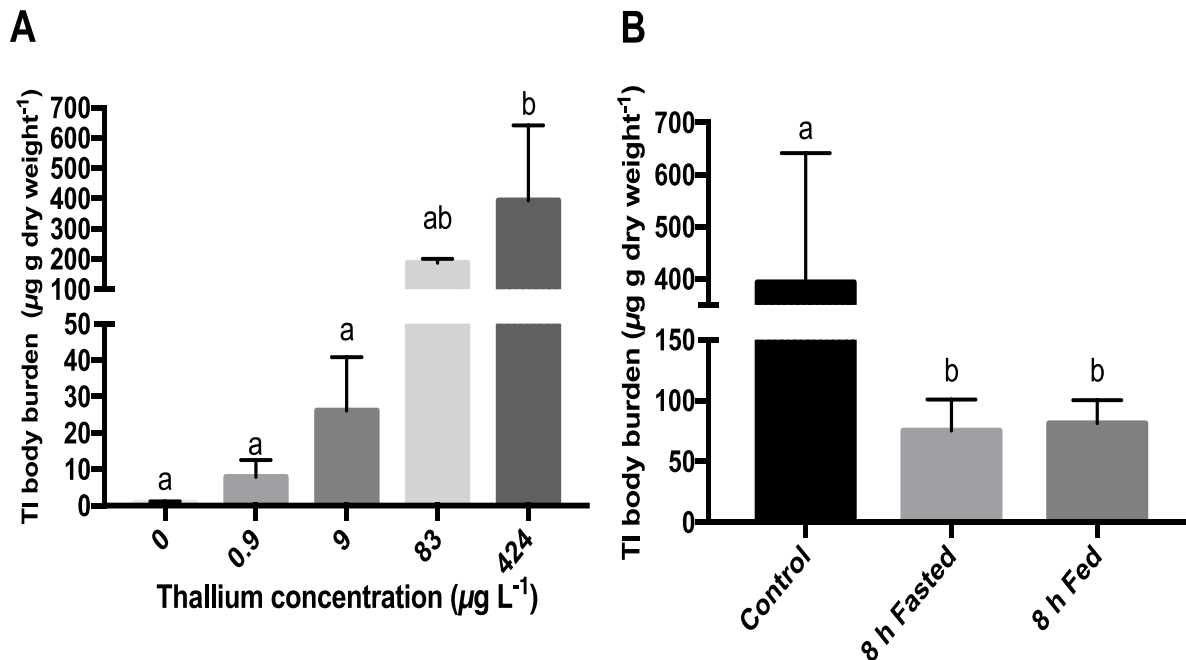 A
Tl body burden (µg g dry weight⁻¹)
700
600
500
400
300
200
100
50
40
30
20
10
0
a
a
a
ab
b
0
0.9
9
83
424
Thallium concentration (µg L⁻¹)
B
Tl body burden (µg g dry weight⁻¹)
700
600
500
400
150
100
50
0
a
b
b
Control
8 h Fasted
8 h Fed